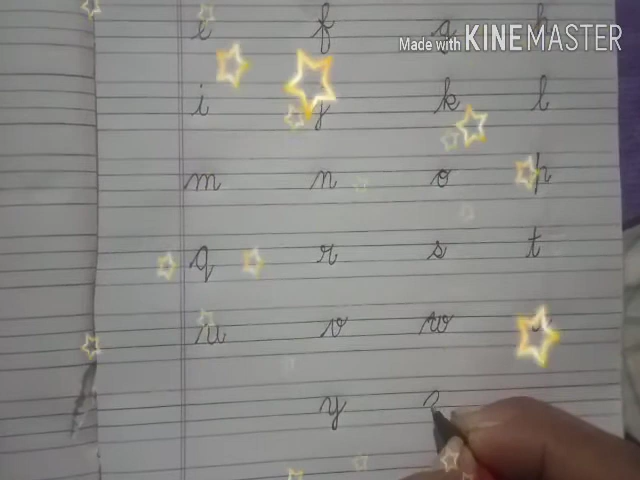 Made with KINEMASTER
e f g h
i j k l
m n o p
q r s t
u v w
y